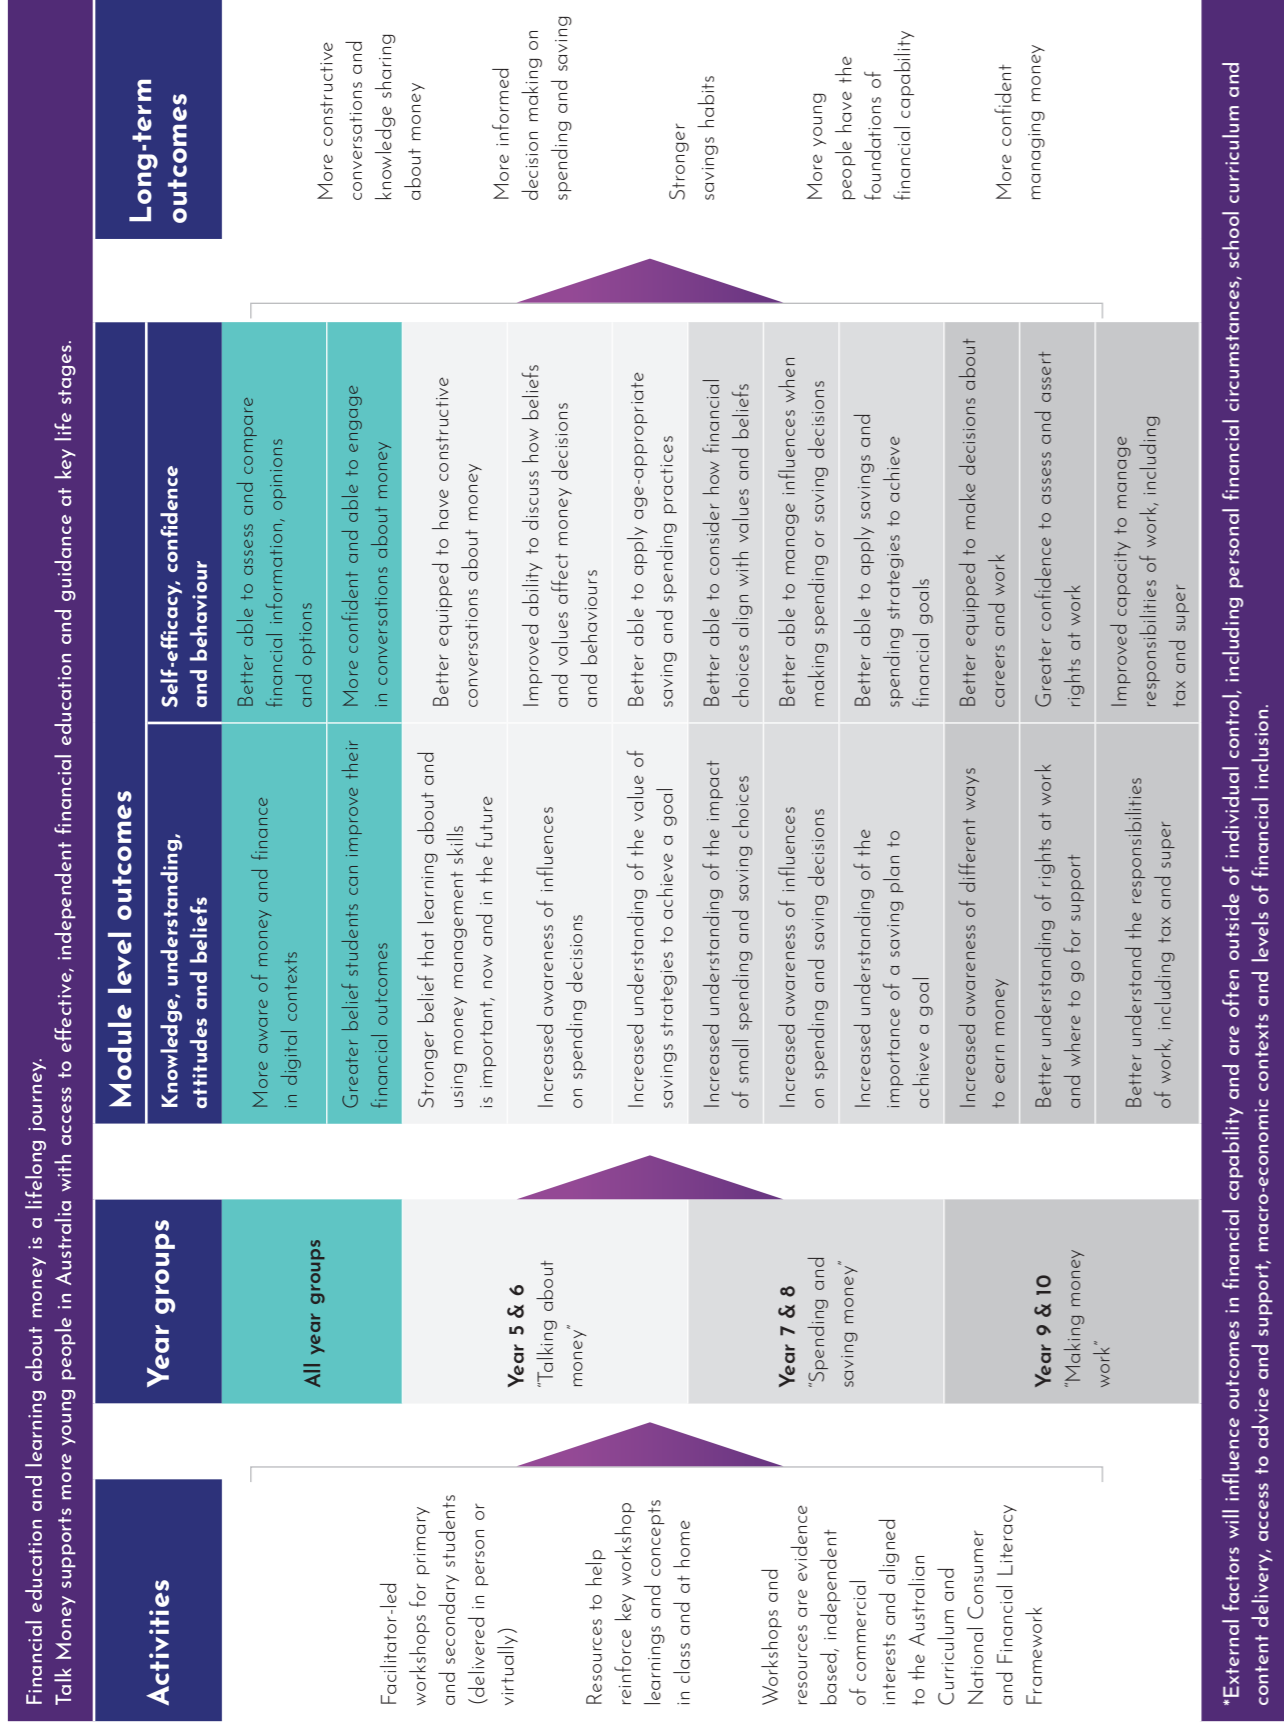 Financial education and learning about money is a lifelong journey.
Talk Money supports more young people in Australia with access to effective, independent financial education and guidance at key life stages.
Activities
Facilitator-led
workshops for primary
and secondary students
(delivered in person or
virtually)
Resources to help
reinforce key workshop
learnings and concepts
in class and at home
Workshops and
resources are evidence
based, independent
of commercial
interests and aligned
to the Australian
Curriculum and
National Consumer
and Financial Literacy
Framework
Year groups
All year groups
Year 5 & 6
“Talking about
money”
Year 7 & 8
“Spending and
saving money”
Year 9 & 10
“Making money
work”
Module level outcomes
Knowledge, understanding,
attitudes and beliefs
Self-efficacy, confidence
and behaviour
More aware of money and finance
in digital contexts
Better able to assess and compare
financial information, opinions
and options
Greater belief students can improve their
financial outcomes
More confident and able to engage
in conversations about money
Stronger belief that learning about and
using money management skills
is important, now and in the future
Better equipped to have constructive
conversations about money
Increased awareness of influences
on spending decisions
Improved ability to discuss how beliefs
and values affect money decisions
and behaviours
Increased understanding of the value of
savings strategies to achieve a goal
Better able to apply age-appropriate
saving and spending practices
Increased understanding of the impact
of small spending and saving choices
Better able to consider how financial
choices align with values and beliefs
Increased awareness of influences
on spending and saving decisions
Better able to manage influences when
making spending or saving decisions
Increased understanding of the
importance of a saving plan to
achieve a goal
Better able to apply savings and
spending strategies to achieve
financial goals
Increased awareness of different ways
to earn money
Better equipped to make decisions about
careers and work
Better understanding of rights at work
and where to go for support
Greater confidence to assess and assert
rights at work
Better understand the responsibilities
of work, including tax and super
Improved capacity to manage
responsibilities of work, including
tax and super
Long-term
outcomes
More constructive
conversations and
knowledge sharing
about money
More informed
decision making on
spending and saving
Stronger
savings habits
More young
people have the
foundations of
financial capability
More confident
managing money
*External factors will influence outcomes in financial capability and are often outside of individual control, including personal financial circumstances, school curriculum and
content delivery, access to advice and support, macro-economic contexts and levels of financial inclusion.